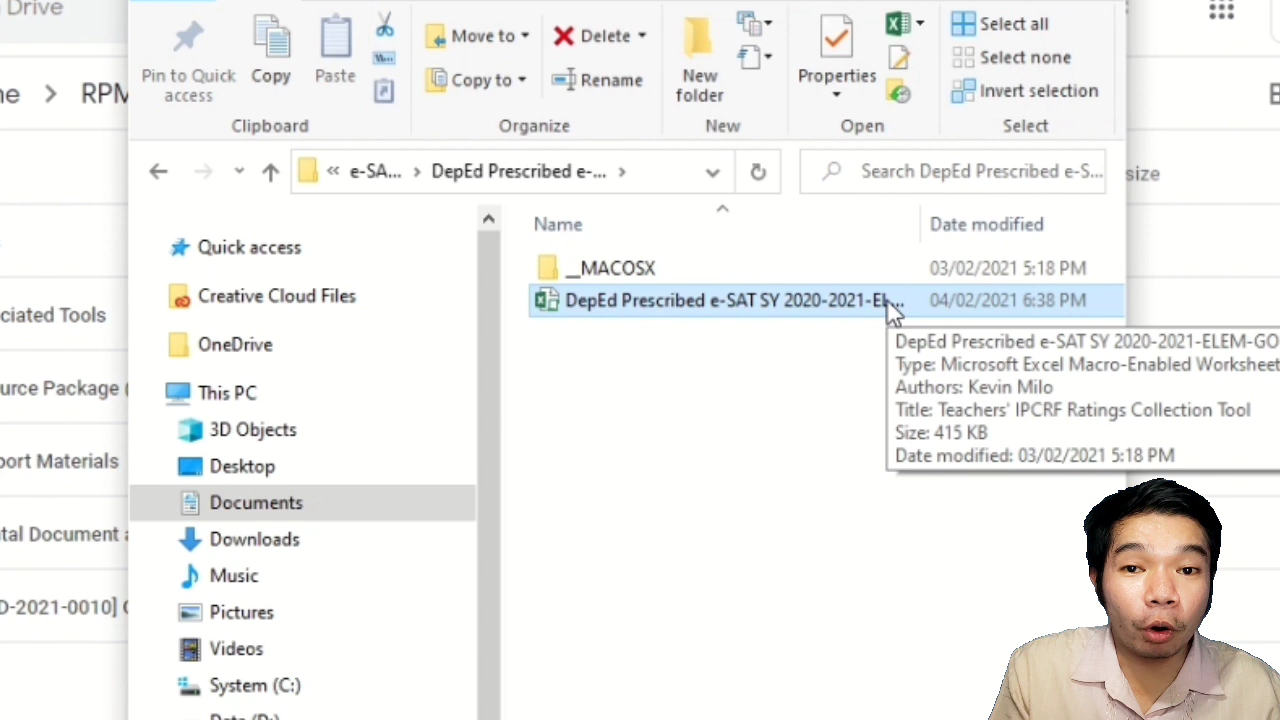 Drive
Pin to Quick access
Copy
Paste
Move to
Copy to
Delete
Rename
New folder
Properties
Select all
Select none
Invert selection
Clipboard
Organize
New
Open
Select
RPM
e-SA...
DepEd Prescribed e-...
Search DepEd Prescribed e-S...
size
Name
Date modified
Quick access
Creative Cloud Files
OneDrive
This PC
3D Objects
Desktop
Documents
Downloads
Music
Pictures
Videos
System (C:)
__MACOSX
03/02/2021 5:18 PM
DepEd Prescribed e-SAT SY 2020-2021-EL...
04/02/2021 6:38 PM
DepEd Prescribed e-SAT SY 2020-2021-ELEM-GO
Type: Microsoft Excel Macro-Enabled Worksheet
Authors: Kevin Milo
Title: Teachers' IPCRF Ratings Collection Tool
Size: 415 KB
Date modified: 03/02/2021 5:18 PM
ciated Tools
urce Package (
port Materials
tal Document a
D-2021-0010]